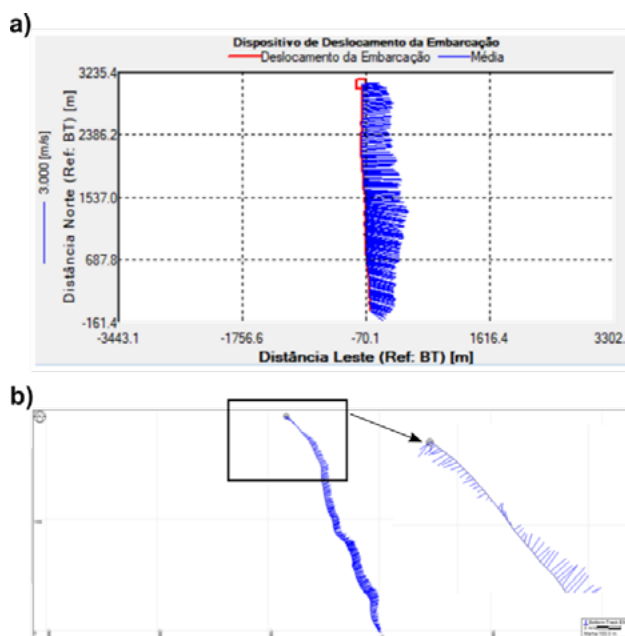 a)
Dispositivo de Deslocamento da Embarcação
Deslocamento da Embarcação Média
3235.4
2386.2
1537.0
687.8
-161.4
3.000 [m/s]
Distância Norte (Ref: BT) [m]
-3443.1 -1756.6 -70.1 1616.4 3302.
Distância Leste (Ref: BT) [m]
b)